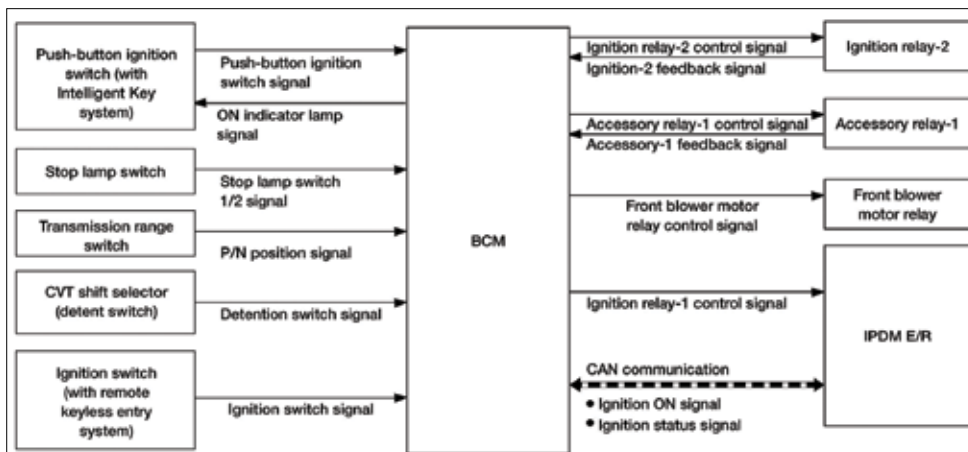 Push-button ignition
switch (with
Intelligent Key
system)
Push-button ignition
switch signal
ON indicator lamp
signal
Stop lamp switch
Stop lamp switch
1/2 signal
Transmission range
switch
P/N position signal
CVT shift selector
(detent switch)
Detention switch signal
Ignition switch
(with remote
keyless entry
system)
Ignition switch signal
BCM
Ignition relay-2 control signal
Ignition-2 feedback signal
Ignition relay-2
Accessory relay-1 control signal
Accessory-1 feedback signal
Accessory relay-1
Front blower motor
relay control signal
Front blower
motor relay
Ignition relay-1 control signal
IPDM E/R
CAN communication
● Ignition ON signal
● Ignition status signal